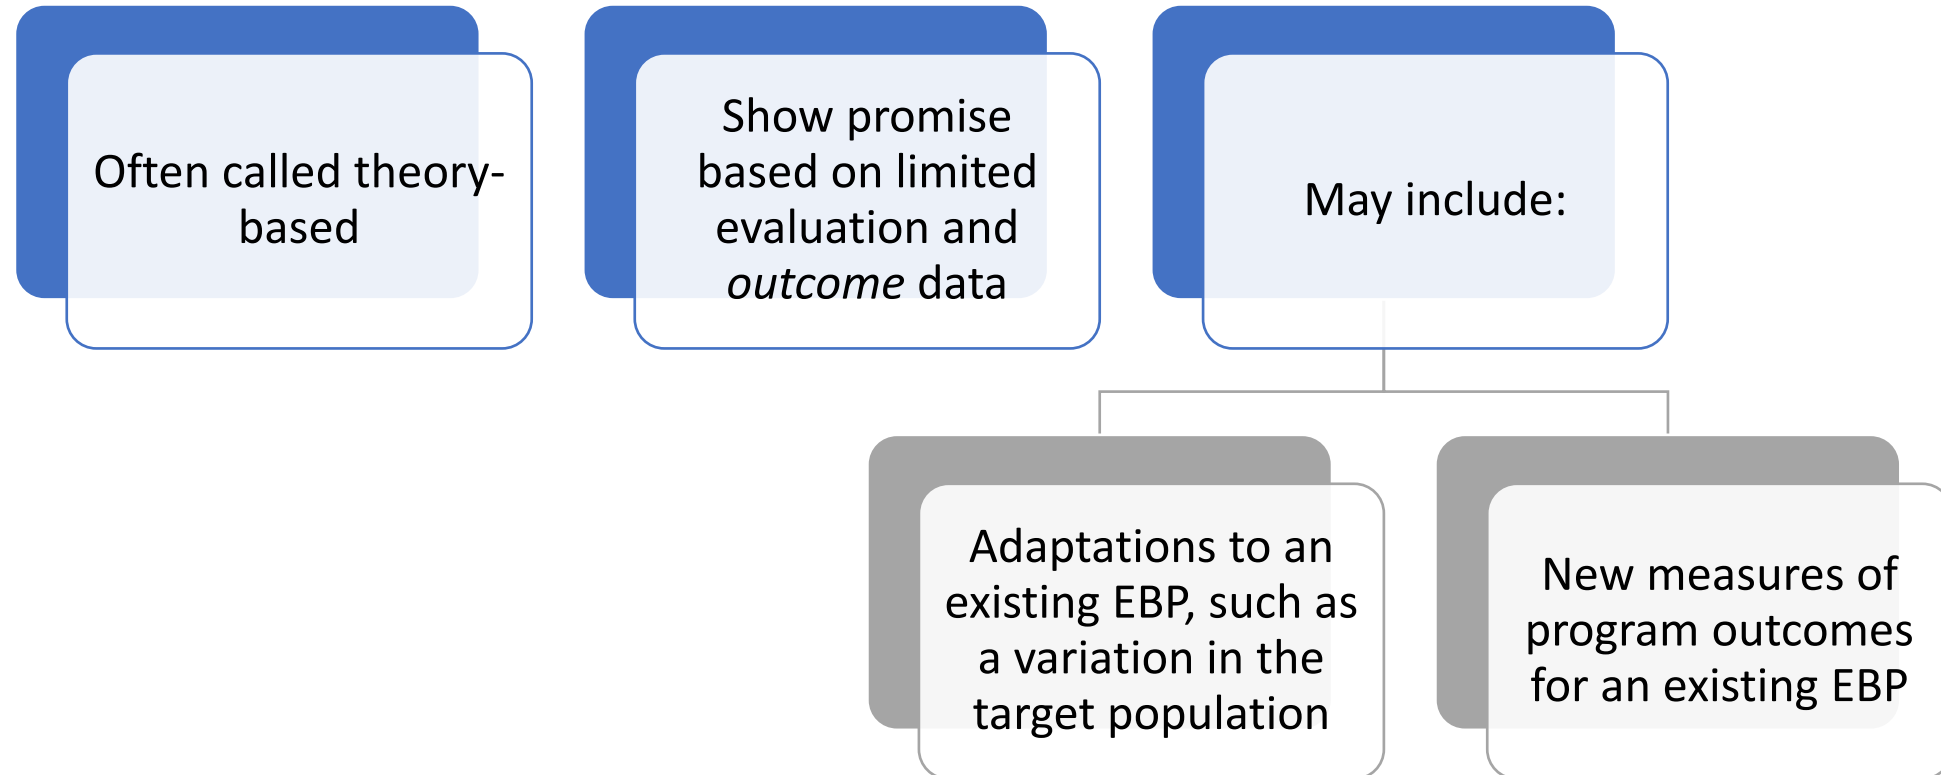 Often called theory-
based
Show promise
based on limited
evaluation and
outcome data
May include:
Adaptations to an
existing EBP, such as
a variation in the
target population
New measures of
program outcomes
for an existing EBP